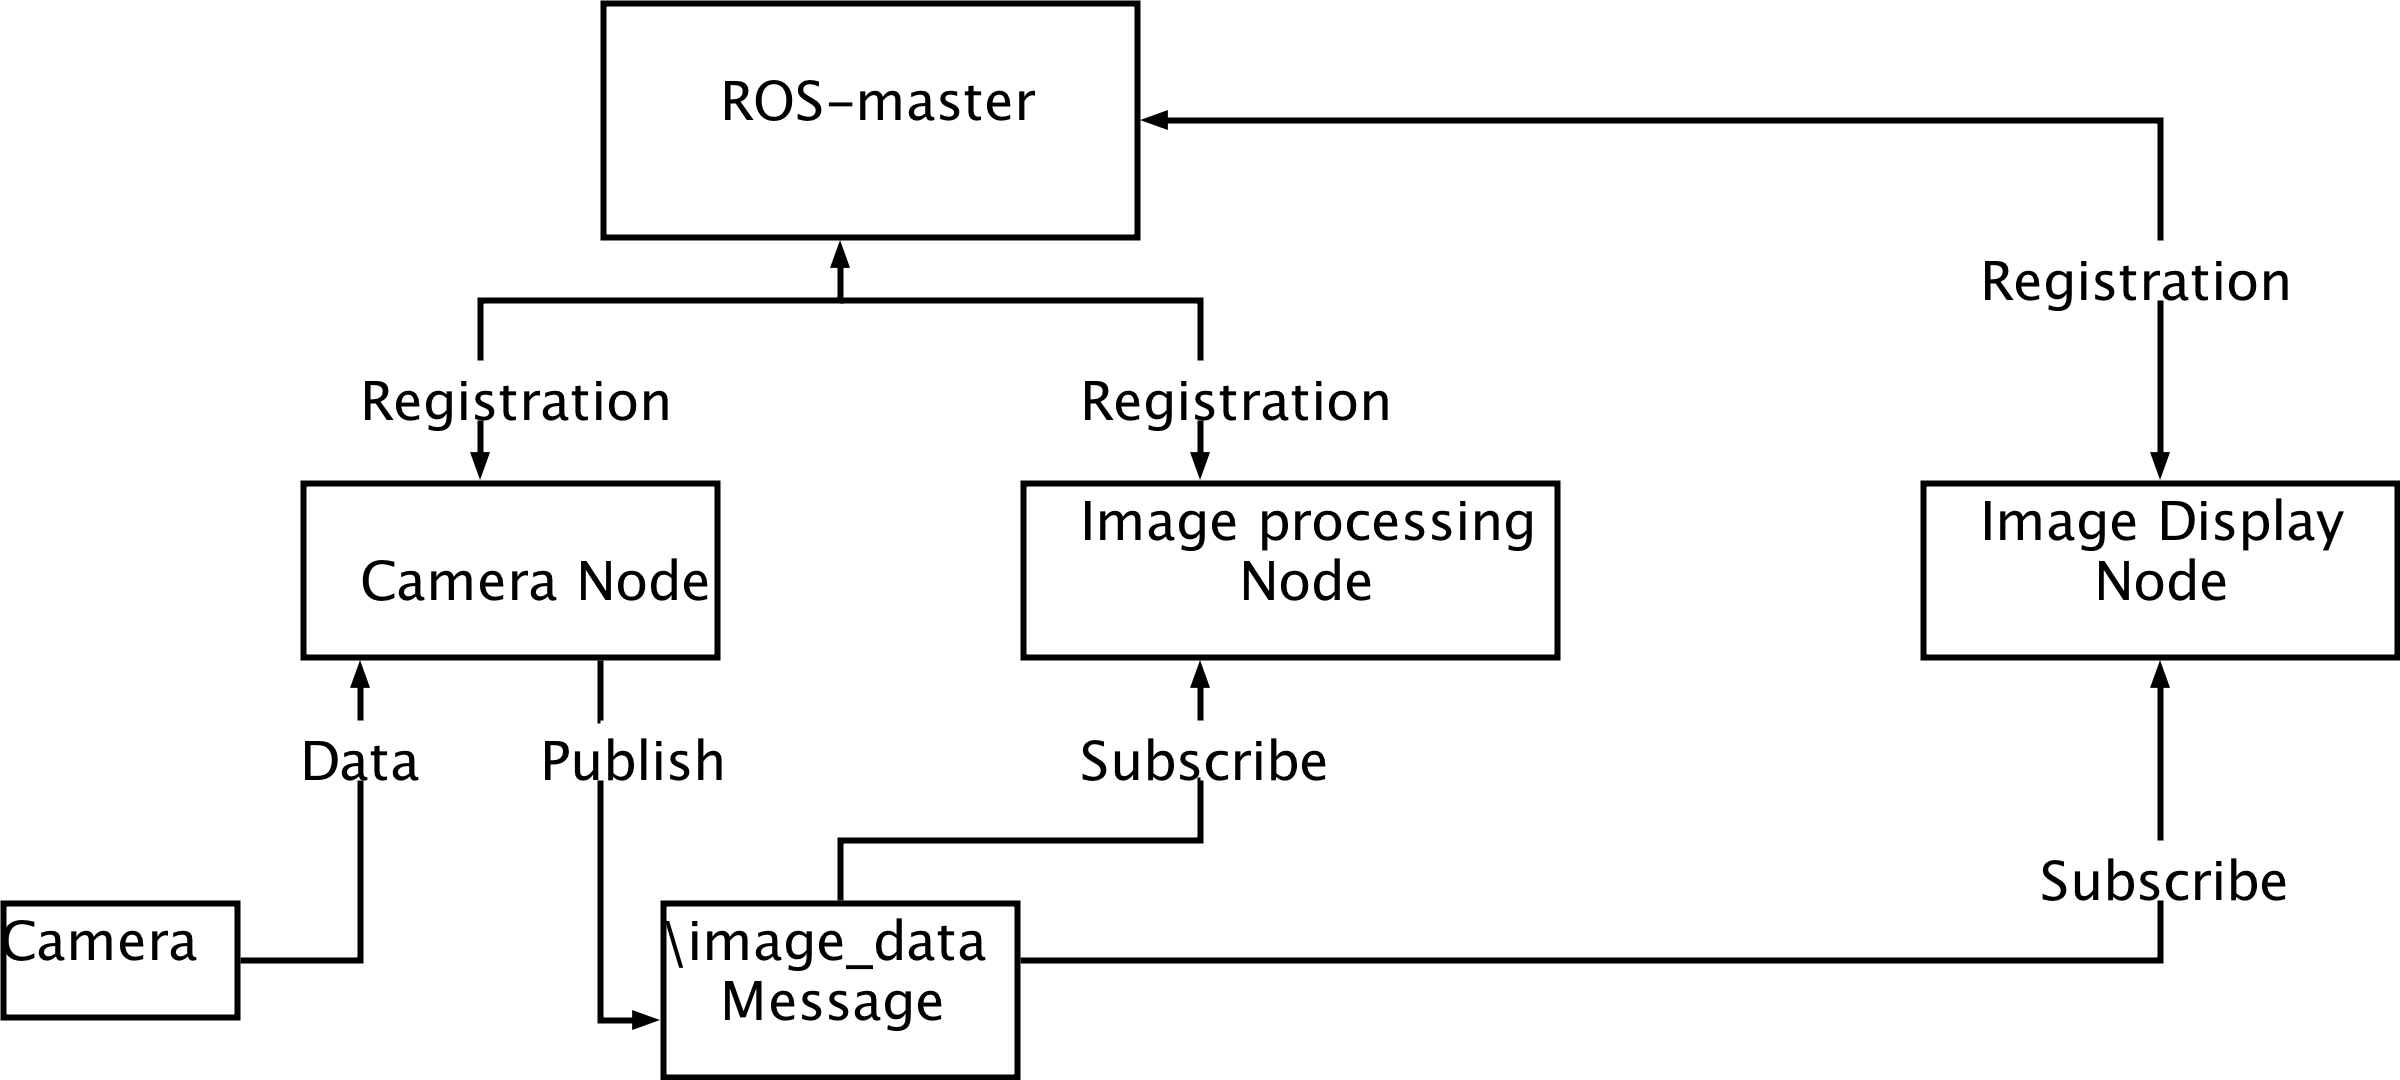 ROS-master
Registration
Registration
Registration
Camera Node
Image processing
Node
Image Display
Node
Data
Publish
Subscribe
Subscribe
Camera
\image_data
Message